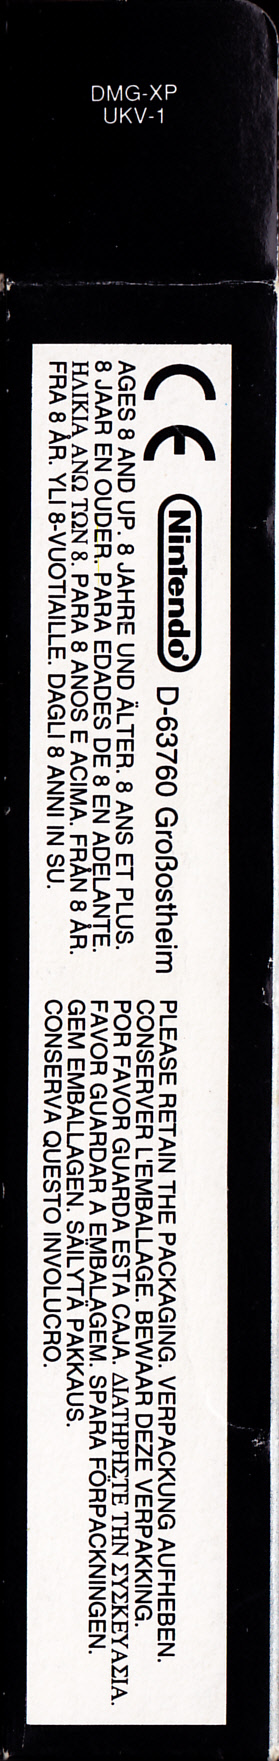 DMG-XP
UKV-1
CE Nintendo® D-63760 Großostheim
AGES 8 AND UP. 8 JAHRE UND ÄLTER. 8 ANS ET PLUS.
8 JAAR EN OUDER. PARA EDADES DE 8 EN ADELANTE.
ΗΛΙΚΙΑ ΑΝΩ ΤΩΝ 8. PARA 8 ANOS E ACIMA. FRÅN 8 ÅR.
FRA 8 ÅR. YLI 8-VUOTIAILLE. DAGLI 8 ANNI IN SU.
PLEASE RETAIN THE PACKAGING. VERPACKUNG AUFHEBEN.
CONSERVER L'EMBALLAGE. BEWAAR DEZE VERPAKKING.
POR FAVOR GUARDA ESTA CAJA. ΔΙΑΤΗΡΗΣΤΕ ΤΗΝ ΣΥΣΚΕΥΑΣΙΑ.
FAVOR GUARDAR A EMBALAGEM. SPARA FÖRPACKNINGEN.
GEM EMBALLAGEN. SÄILYTÄ PAKKAUS.
CONSERVA QUESTO INVOLUCRO.